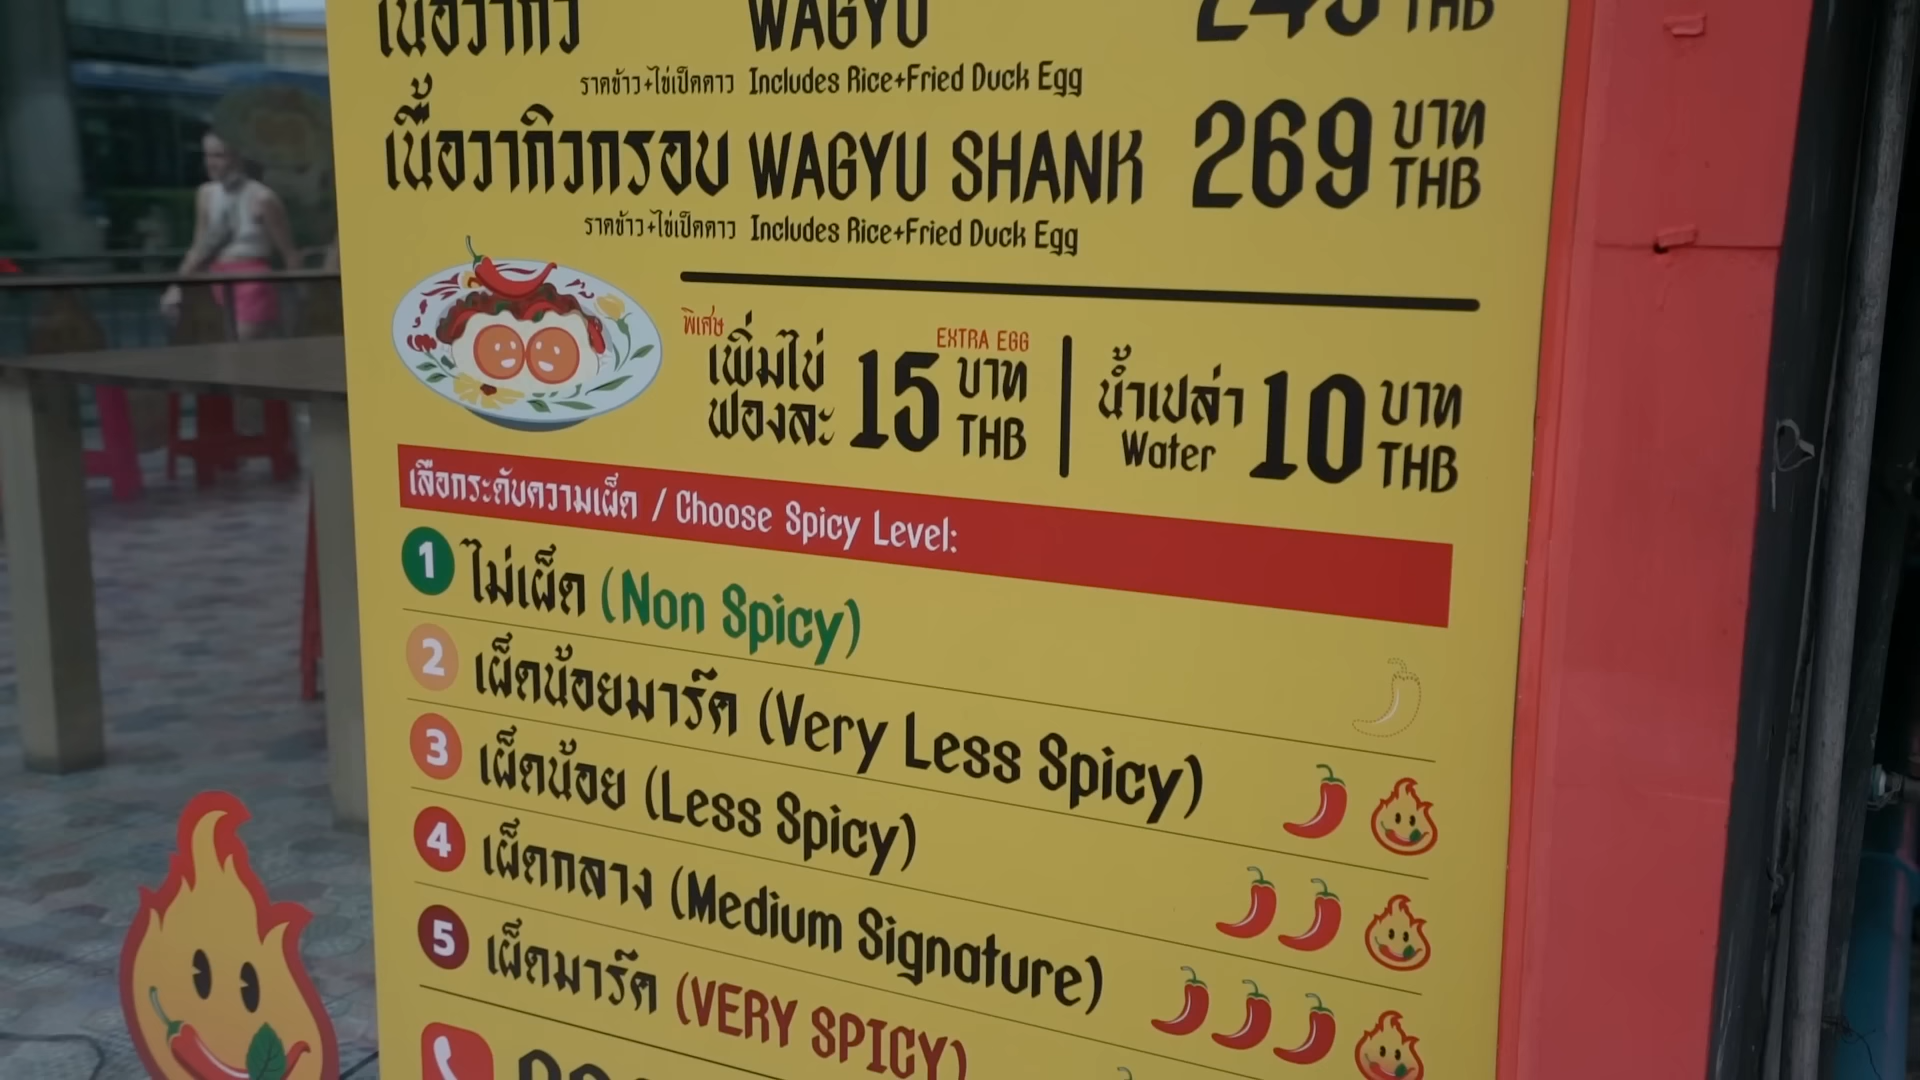 เนื้อวากิว WAGYU THB
ราดข้าว+ไข่เป็ดดาว Includes Rice+Fried Duck Egg
เนื้อวากิวกรอบ WAGYU SHANK 269 บาท THB
ราดข้าว+ไข่เป็ดดาว Includes Rice+Fried Duck Egg
พิเศษ EXTRA EGG
เพิ่มไข่ ฟองละ 15 บาท THB
น้ำเปล่า Water 10 บาท THB
เลือกระดับความเผ็ด / Choose Spicy Level:
1 ไม่เผ็ด (Non Spicy)
2 เผ็ดน้อยมาร์ค (Very Less Spicy)
3 เผ็ดน้อย (Less Spicy)
4 เผ็ดกลาง (Medium Signature)
5 เผ็ดมาร์ค (VERY SPICY)